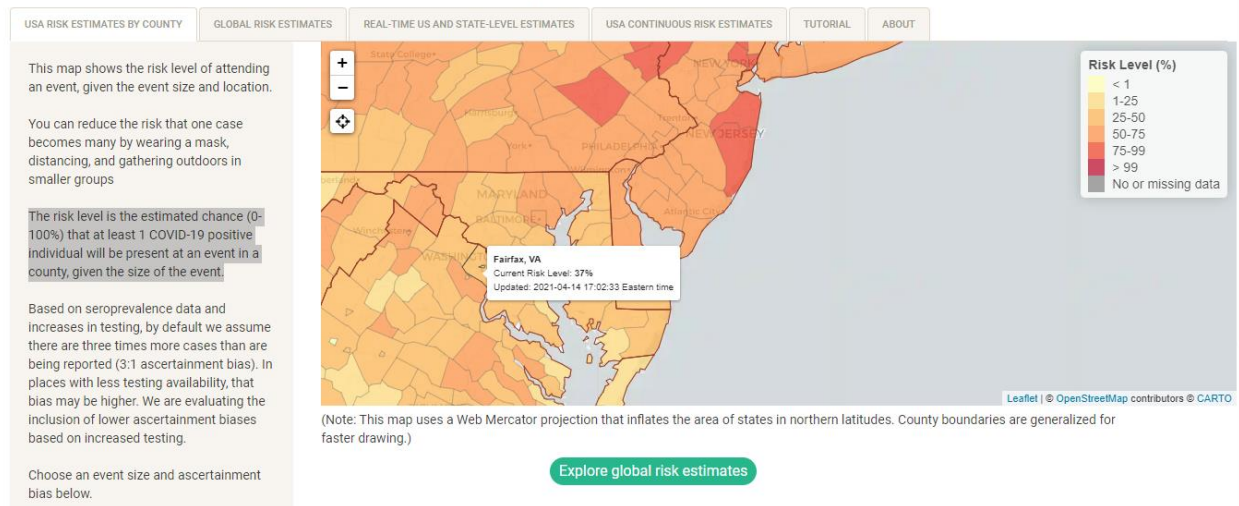 USA RISK ESTIMATES BY COUNTY
GLOBAL RISK ESTIMATES
REAL-TIME US AND STATE-LEVEL ESTIMATES
USA CONTINUOUS RISK ESTIMATES
TUTORIAL
ABOUT
This map shows the risk level of attending
an event, given the event size and location.
You can reduce the risk that one case
becomes many by wearing a mask,
distancing, and gathering outdoors in
smaller groups
The risk level is the estimated chance (0-
100%) that at least 1 COVID-19 positive
individual will be present at an event in a
county, given the size of the event.
Based on seroprevalence data and
increases in testing, by default we assume
there are three times more cases than are
being reported (3:1 ascertainment bias). In
places with less testing availability, that
bias may be higher. We are evaluating the
inclusion of lower ascertainment biases
based on increased testing.
Choose an event size and ascertainment
bias below.
+
−
State College
NEW YORK
Harrisburg
Trenton
York
PHILADELPHIA
NEW JERSEY
MARYLAND
BALTIMORE
Atlantic City
Winchester
WASHINGT
Fairfax, VA
Current Risk Level: 37%
Updated: 2021-04-14 17:02:33 Eastern time
Risk Level (%)
< 1
1-25
25-50
50-75
75-99
> 99
No or missing data
Leaflet | © OpenStreetMap contributors © CARTO
(Note: This map uses a Web Mercator projection that inflates the area of states in northern latitudes. County boundaries are generalized for
faster drawing.)
Explore global risk estimates